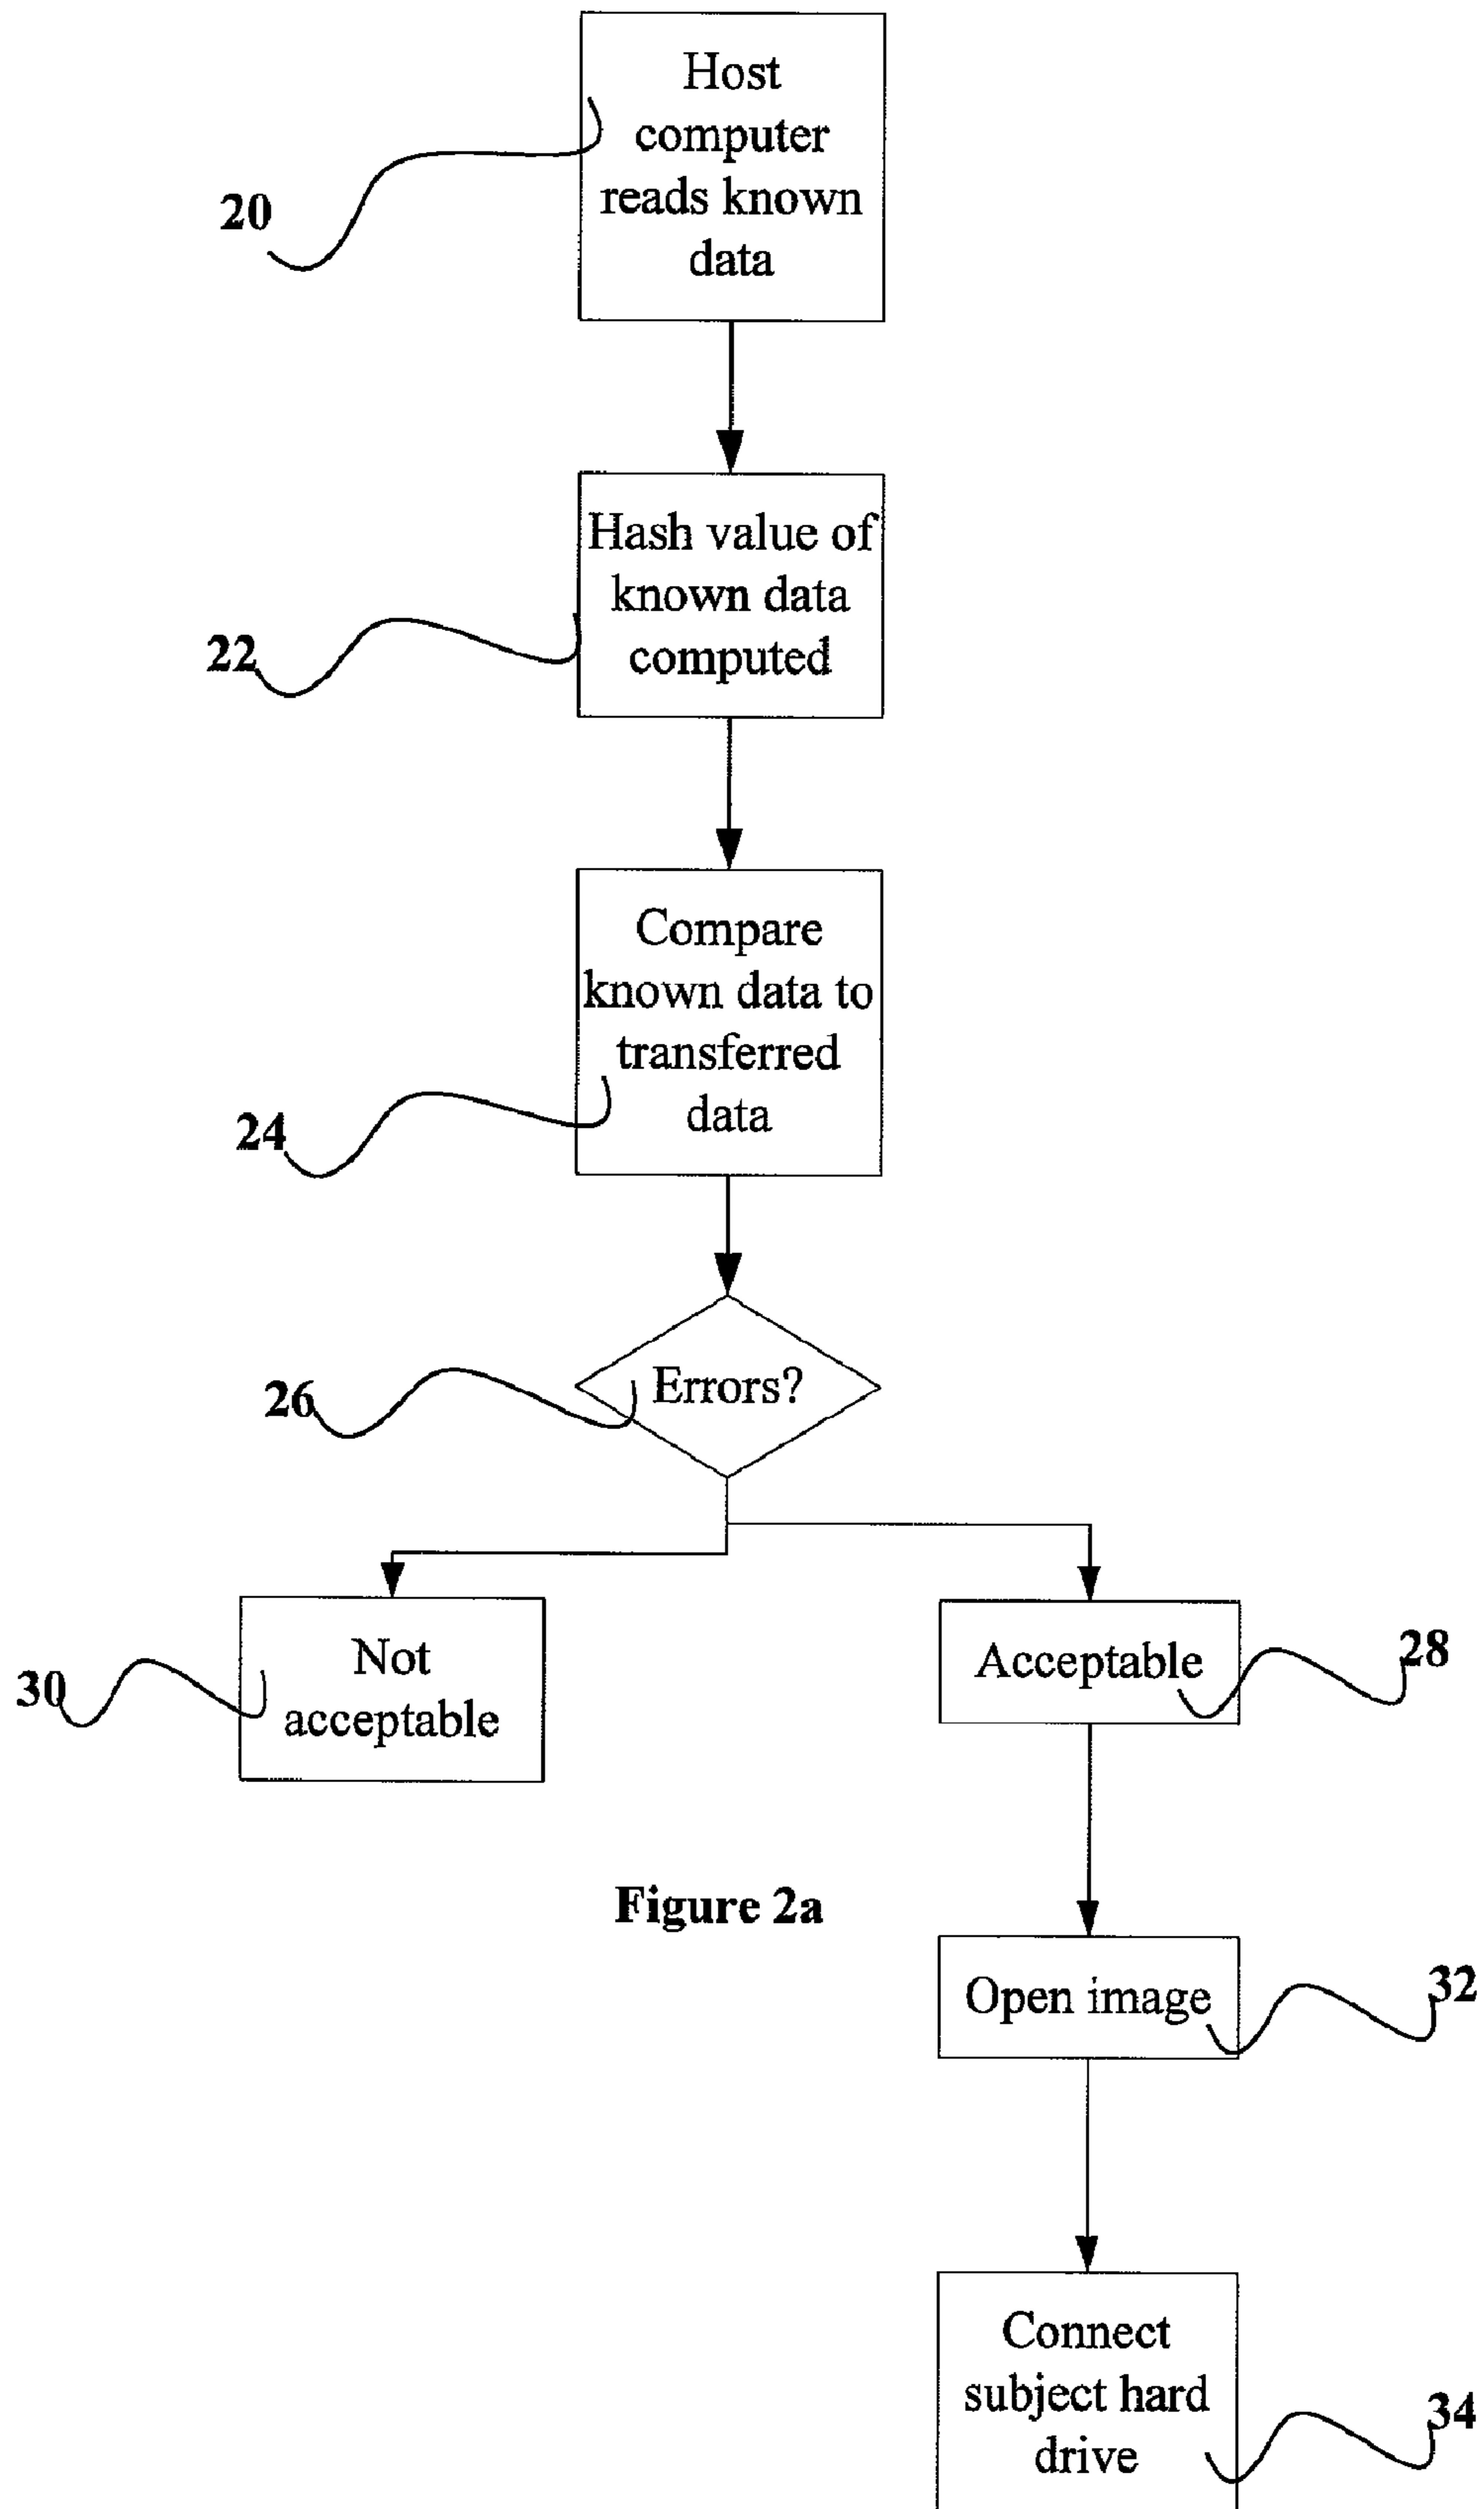 Host
computer
reads known
data
20
Hash value of
known data
computed
22
Compare
known data to
transferred
data
24
Errors?
26
Not
acceptable
30
Acceptable
28
Figure 2a
Open image
32
Connect
subject hard
drive
34